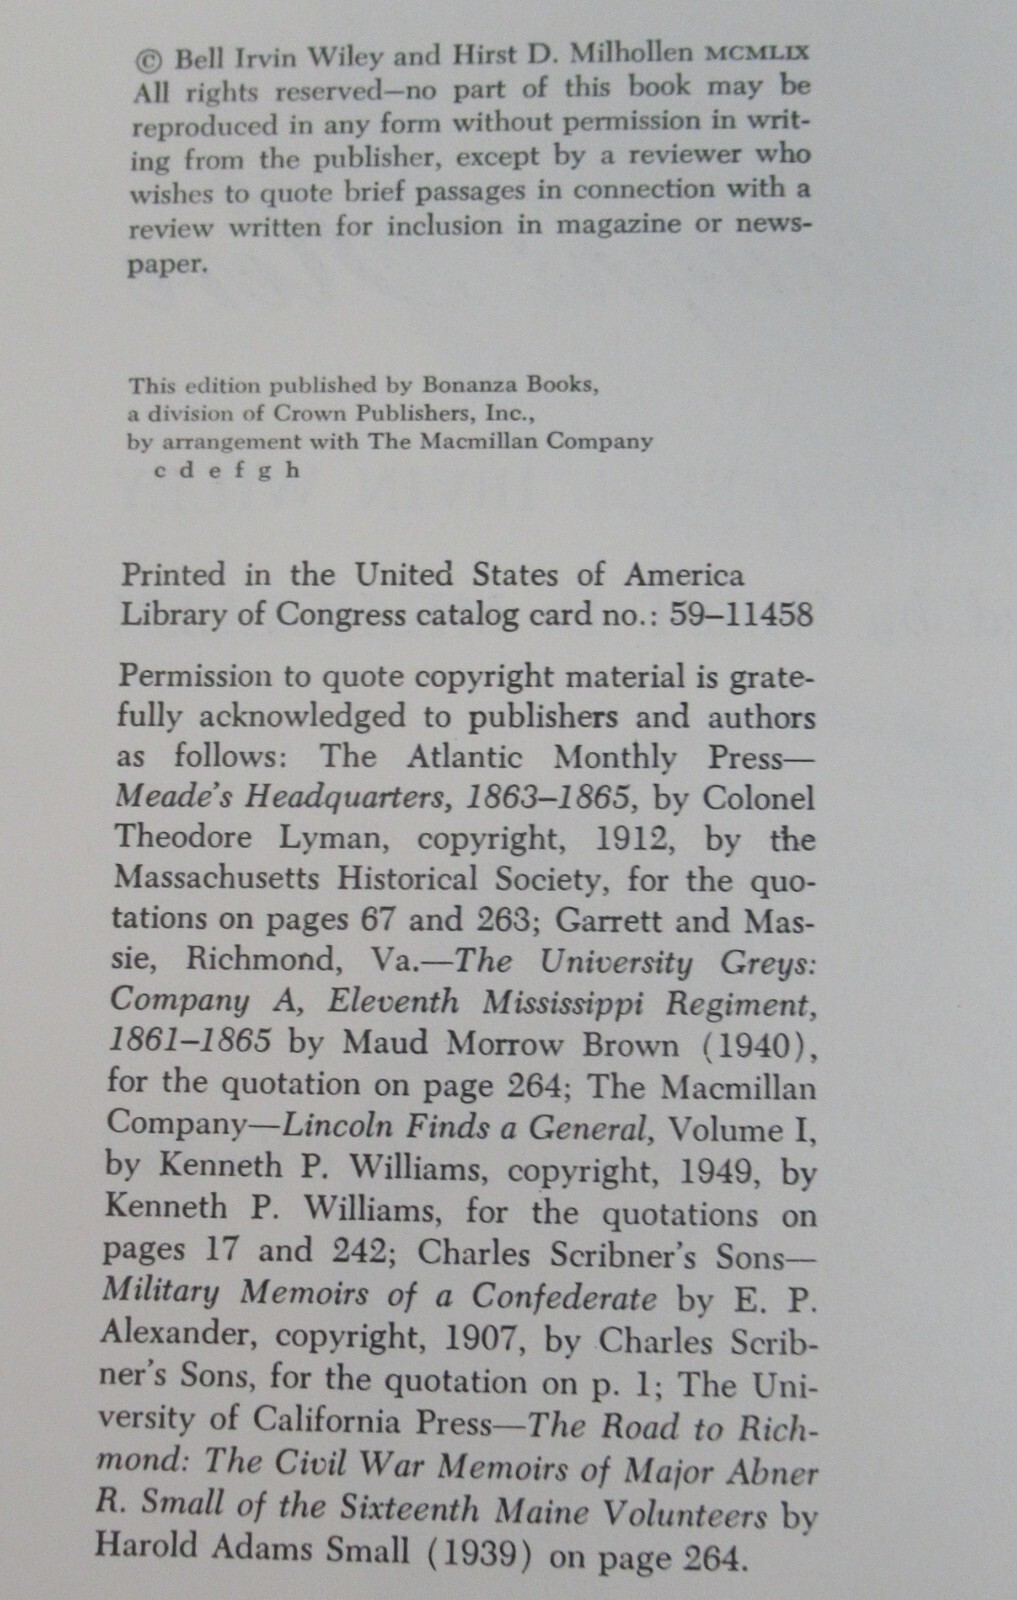 © Bell Irvin Wiley and Hirst D. Milhollen MCMLIX
All rights reserved—no part of this book may be
reproduced in any form without permission in writ-
ing from the publisher, except by a reviewer who
wishes to quote brief passages in connection with a
review written for inclusion in magazine or news-
paper.
This edition published by Bonanza Books,
a division of Crown Publishers, Inc.,
by arrangement with The Macmillan Company
c d e f g h
Printed in the United States of America
Library of Congress catalog card no.: 59–11458
Permission to quote copyright material is grate-
fully acknowledged to publishers and authors
as follows: The Atlantic Monthly Press—
Meade's Headquarters, 1863–1865, by Colonel
Theodore Lyman, copyright, 1912, by the
Massachusetts Historical Society, for the quo-
tations on pages 67 and 263; Garrett and Mas-
sie, Richmond, Va.—The University Greys:
Company A, Eleventh Mississippi Regiment,
1861–1865 by Maud Morrow Brown (1940),
for the quotation on page 264; The Macmillan
Company—Lincoln Finds a General, Volume I,
by Kenneth P. Williams, copyright, 1949, by
Kenneth P. Williams, for the quotations on
pages 17 and 242; Charles Scribner's Sons—
Military Memoirs of a Confederate by E. P.
Alexander, copyright, 1907, by Charles Scrib-
ner's Sons, for the quotation on p. 1; The Uni-
versity of California Press—The Road to Rich-
mond: The Civil War Memoirs of Major Abner
R. Small of the Sixteenth Maine Volunteers by
Harold Adams Small (1939) on page 264.